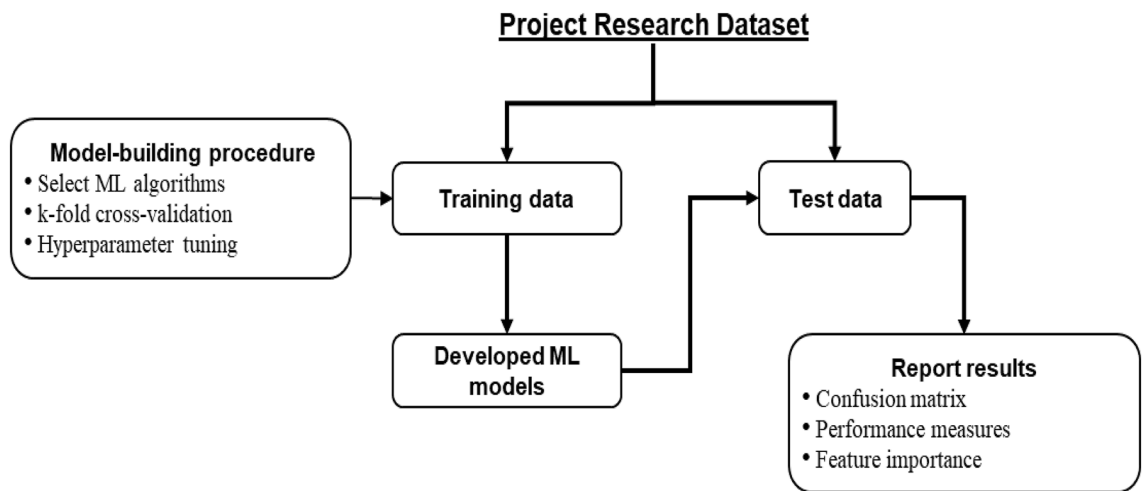 Project Research Dataset
Model-building procedure
• Select ML algorithms
• k-fold cross-validation
• Hyperparameter tuning
Training data
Test data
Developed ML
models
Report results
• Confusion matrix
• Performance measures
• Feature importance